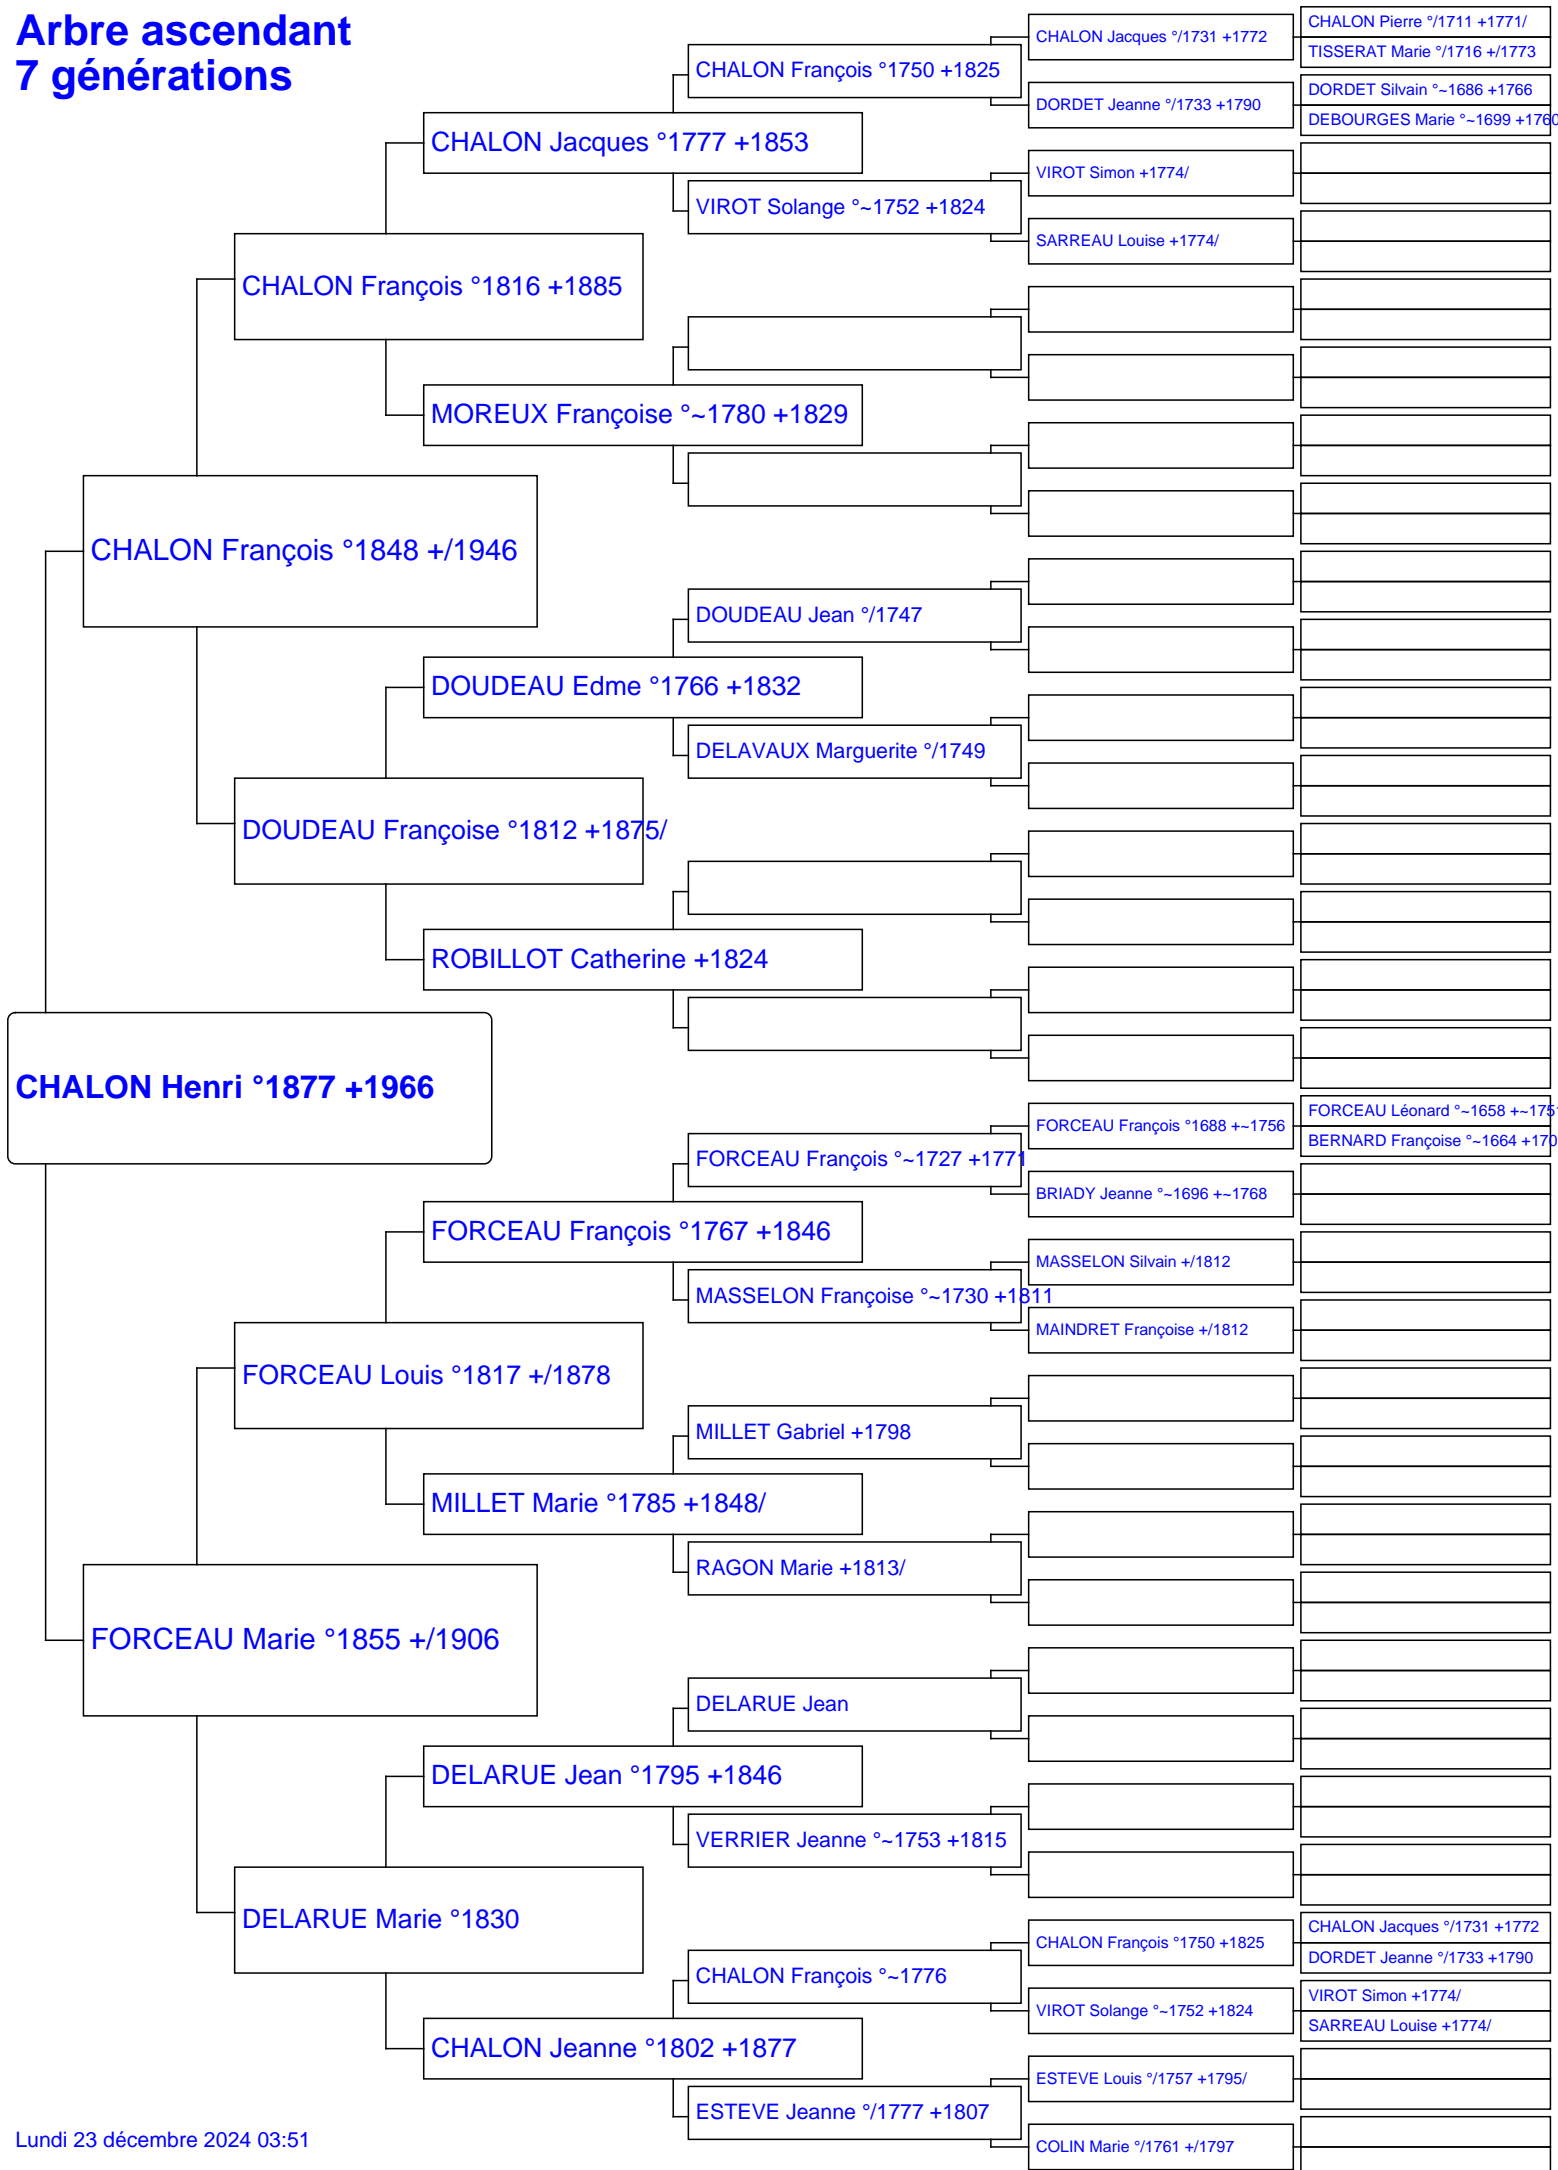 Arbre ascendant
7 générations
CHALON Pierre °/1711 +1771/
CHALON Jacques °/1731 +1772
TISSERAT Marie °/1716 +/1773
CHALON François °1750 +1825
DORDET Silvain °~1686 +1766
DORDET Jeanne °/1733 +1790
DEBOURGES Marie °~1699 +1760
CHALON Jacques °1777 +1853
VIROT Simon +1774/
VIROT Solange °~1752 +1824
SARREAU Louise +1774/
CHALON François °1816 +1885
MOREUX Françoise °~1780 +1829
CHALON François °1848 +/1946
DOUDEAU Jean °/1747
DOUDEAU Edme °1766 +1832
DELAVAUX Marguerite °/1749
DOUDEAU Françoise °1812 +1875/
ROBILLOT Catherine +1824
CHALON Henri °1877 +1966
FORCEAU Léonard °~1658 +~175
FORCEAU François °1688 +~1756
BERNARD Françoise °~1664 +170
FORCEAU François °~1727 +1771
BRIADY Jeanne °~1696 +~1768
FORCEAU François °1767 +1846
MASSELON Silvain +/1812
MASSELON Françoise °~1730 +1811
MAINDRET Françoise +/1812
FORCEAU Louis °1817 +/1878
MILLET Gabriel +1798
MILLET Marie °1785 +1848/
RAGON Marie +1813/
FORCEAU Marie °1855 +/1906
DELARUE Jean
DELARUE Jean °1795 +1846
VERRIER Jeanne °~1753 +1815
DELARUE Marie °1830
CHALON Jacques °/1731 +1772
CHALON François °1750 +1825
DORDET Jeanne °/1733 +1790
CHALON François °~1776
VIROT Simon +1774/
VIROT Solange °~1752 +1824
SARREAU Louise +1774/
CHALON Jeanne °1802 +1877
ESTEVE Louis °/1757 +1795/
ESTEVE Jeanne °/1777 +1807
COLIN Marie °/1761 +/1797
Lundi 23 décembre 2024 03:51